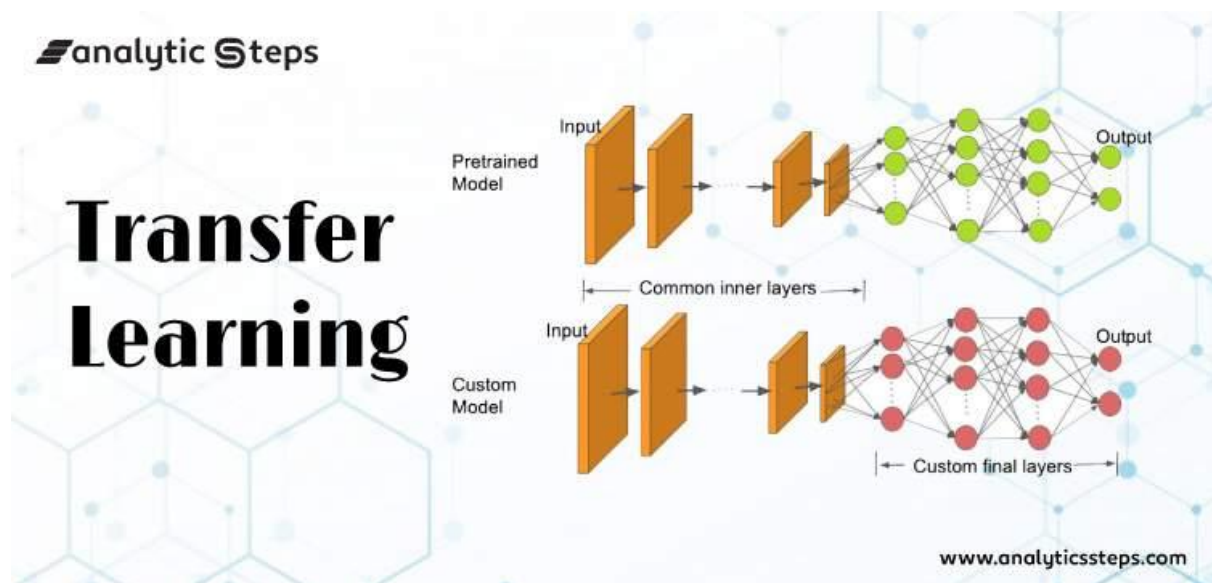 analytic Steps
Transfer
Learning
Input
Output
Pretrained
Model
Common inner layers
Input
Output
Custom
Model
Custom final layers
www.analyticssteps.com